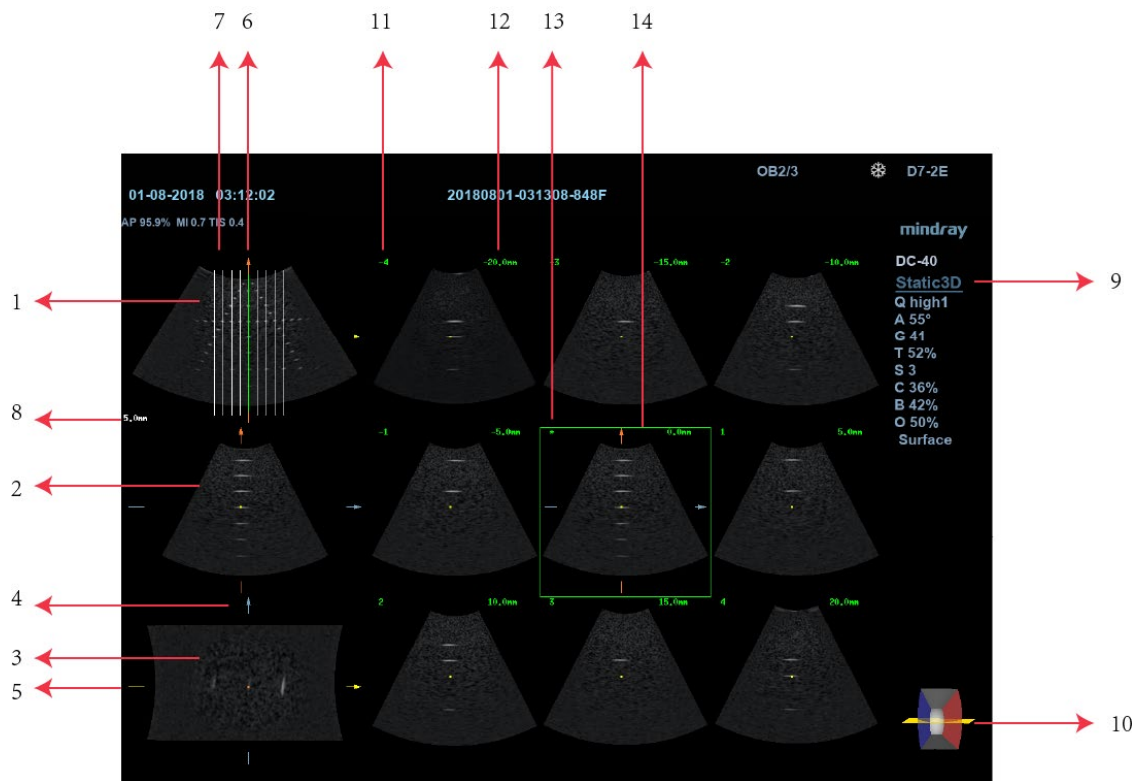 7 6 11 12 13 14
OB2/3 D7-2E
01-08-2018 03:12:02 20180801-031308-848F
AP 95.9% MI 0.7 TIS 0.4
mindray
-4 -20.0mm -3 -15.0mm -2 -10.0mm
DC-40
Static3D
9
1
Q high1
A 55°
G 41
T 52%
S 3
C 36%
B 42%
O 50%
Surface
8
5.0mm
-1 -5.0mm * 0.0mm 1 5.0mm
2
4
2 10.0mm 3 15.0mm 4 20.0mm
3
5
10